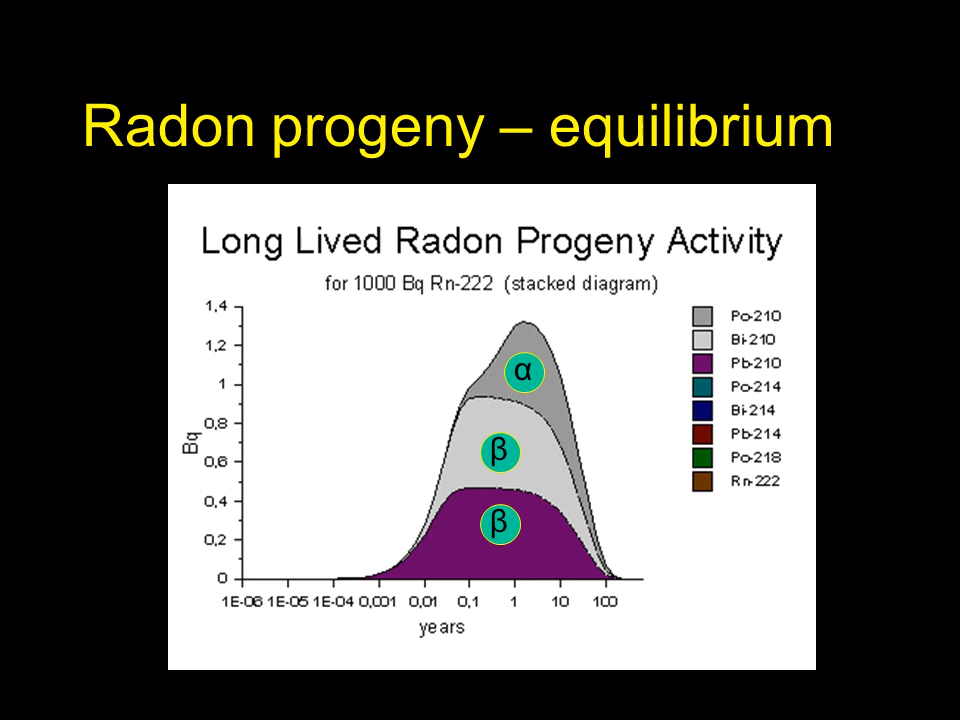 Radon progeny – equilibrium
Long Lived Radon Progeny Activity
for 1000 Bq Rn-222 (stacked diagram)
1,4
1,2
1
0,8
0,6
0,4
0,2
0
Bq
1E-06 1E-05 1E-04 0,001 0,01 0,1 1 10 100
years
α
β
β
Po-210
Bi-210
Pb-210
Po-214
Bi-214
Pb-214
Po-218
Rn-222